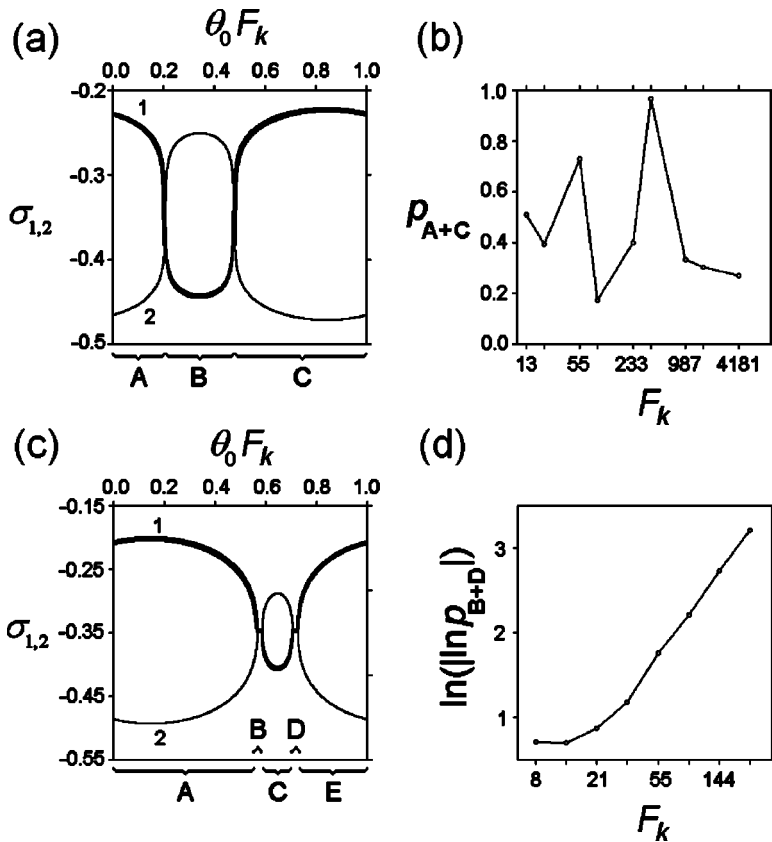 (a)
θ₀Fₖ
0.0 0.2 0.4 0.6 0.8 1.0
-0.2
-0.3
-0.4
-0.5
σ₁,₂
1
2
A B C
(b)
1.0
0.8
0.6
0.4
0.2
0.0
p_A+C
13 55 233 987 4181
Fₖ
(c)
θ₀Fₖ
0.0 0.2 0.4 0.6 0.8 1.0
-0.15
-0.25
-0.35
-0.45
-0.55
σ₁,₂
1
2
B D
A C E
(d)
3
2
1
ln(|ln p_B+D|)
8 21 55 144
Fₖ